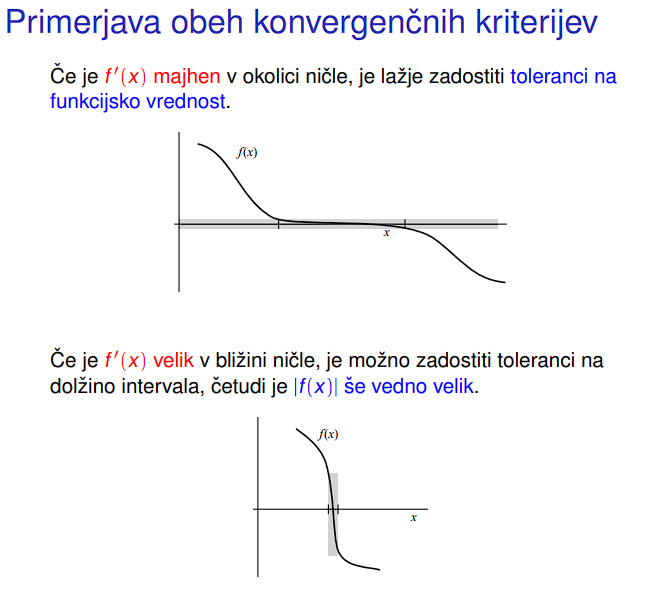 Primerjava obeh konvergenčnih kriterijev
Če je f′(x) majhen v okolici ničle, je lažje zadostiti toleranci na
funkcijsko vrednost.
f(x)
x
Če je f′(x) velik v bližini ničle, je možno zadostiti toleranci na
dolžino intervala, četudi je |f(x)| še vedno velik.
f(x)
x